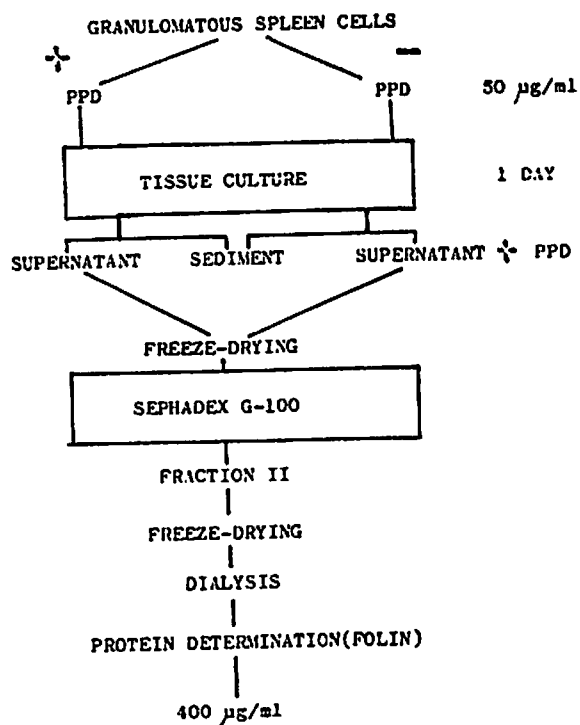 GRANULOMATOUS SPLEEN CELLS
+ --
PPD PPD 50 µg/ml
TISSUE CULTURE 1 DAY
SUPERNATANT SEDIMENT SUPERNATANT + PPD
FREEZE-DRYING
SEPHADEX G-100
FRACTION II
FREEZE-DRYING
DIALYSIS
PROTEIN DETERMINATION(FOLIN)
400 µg/ml